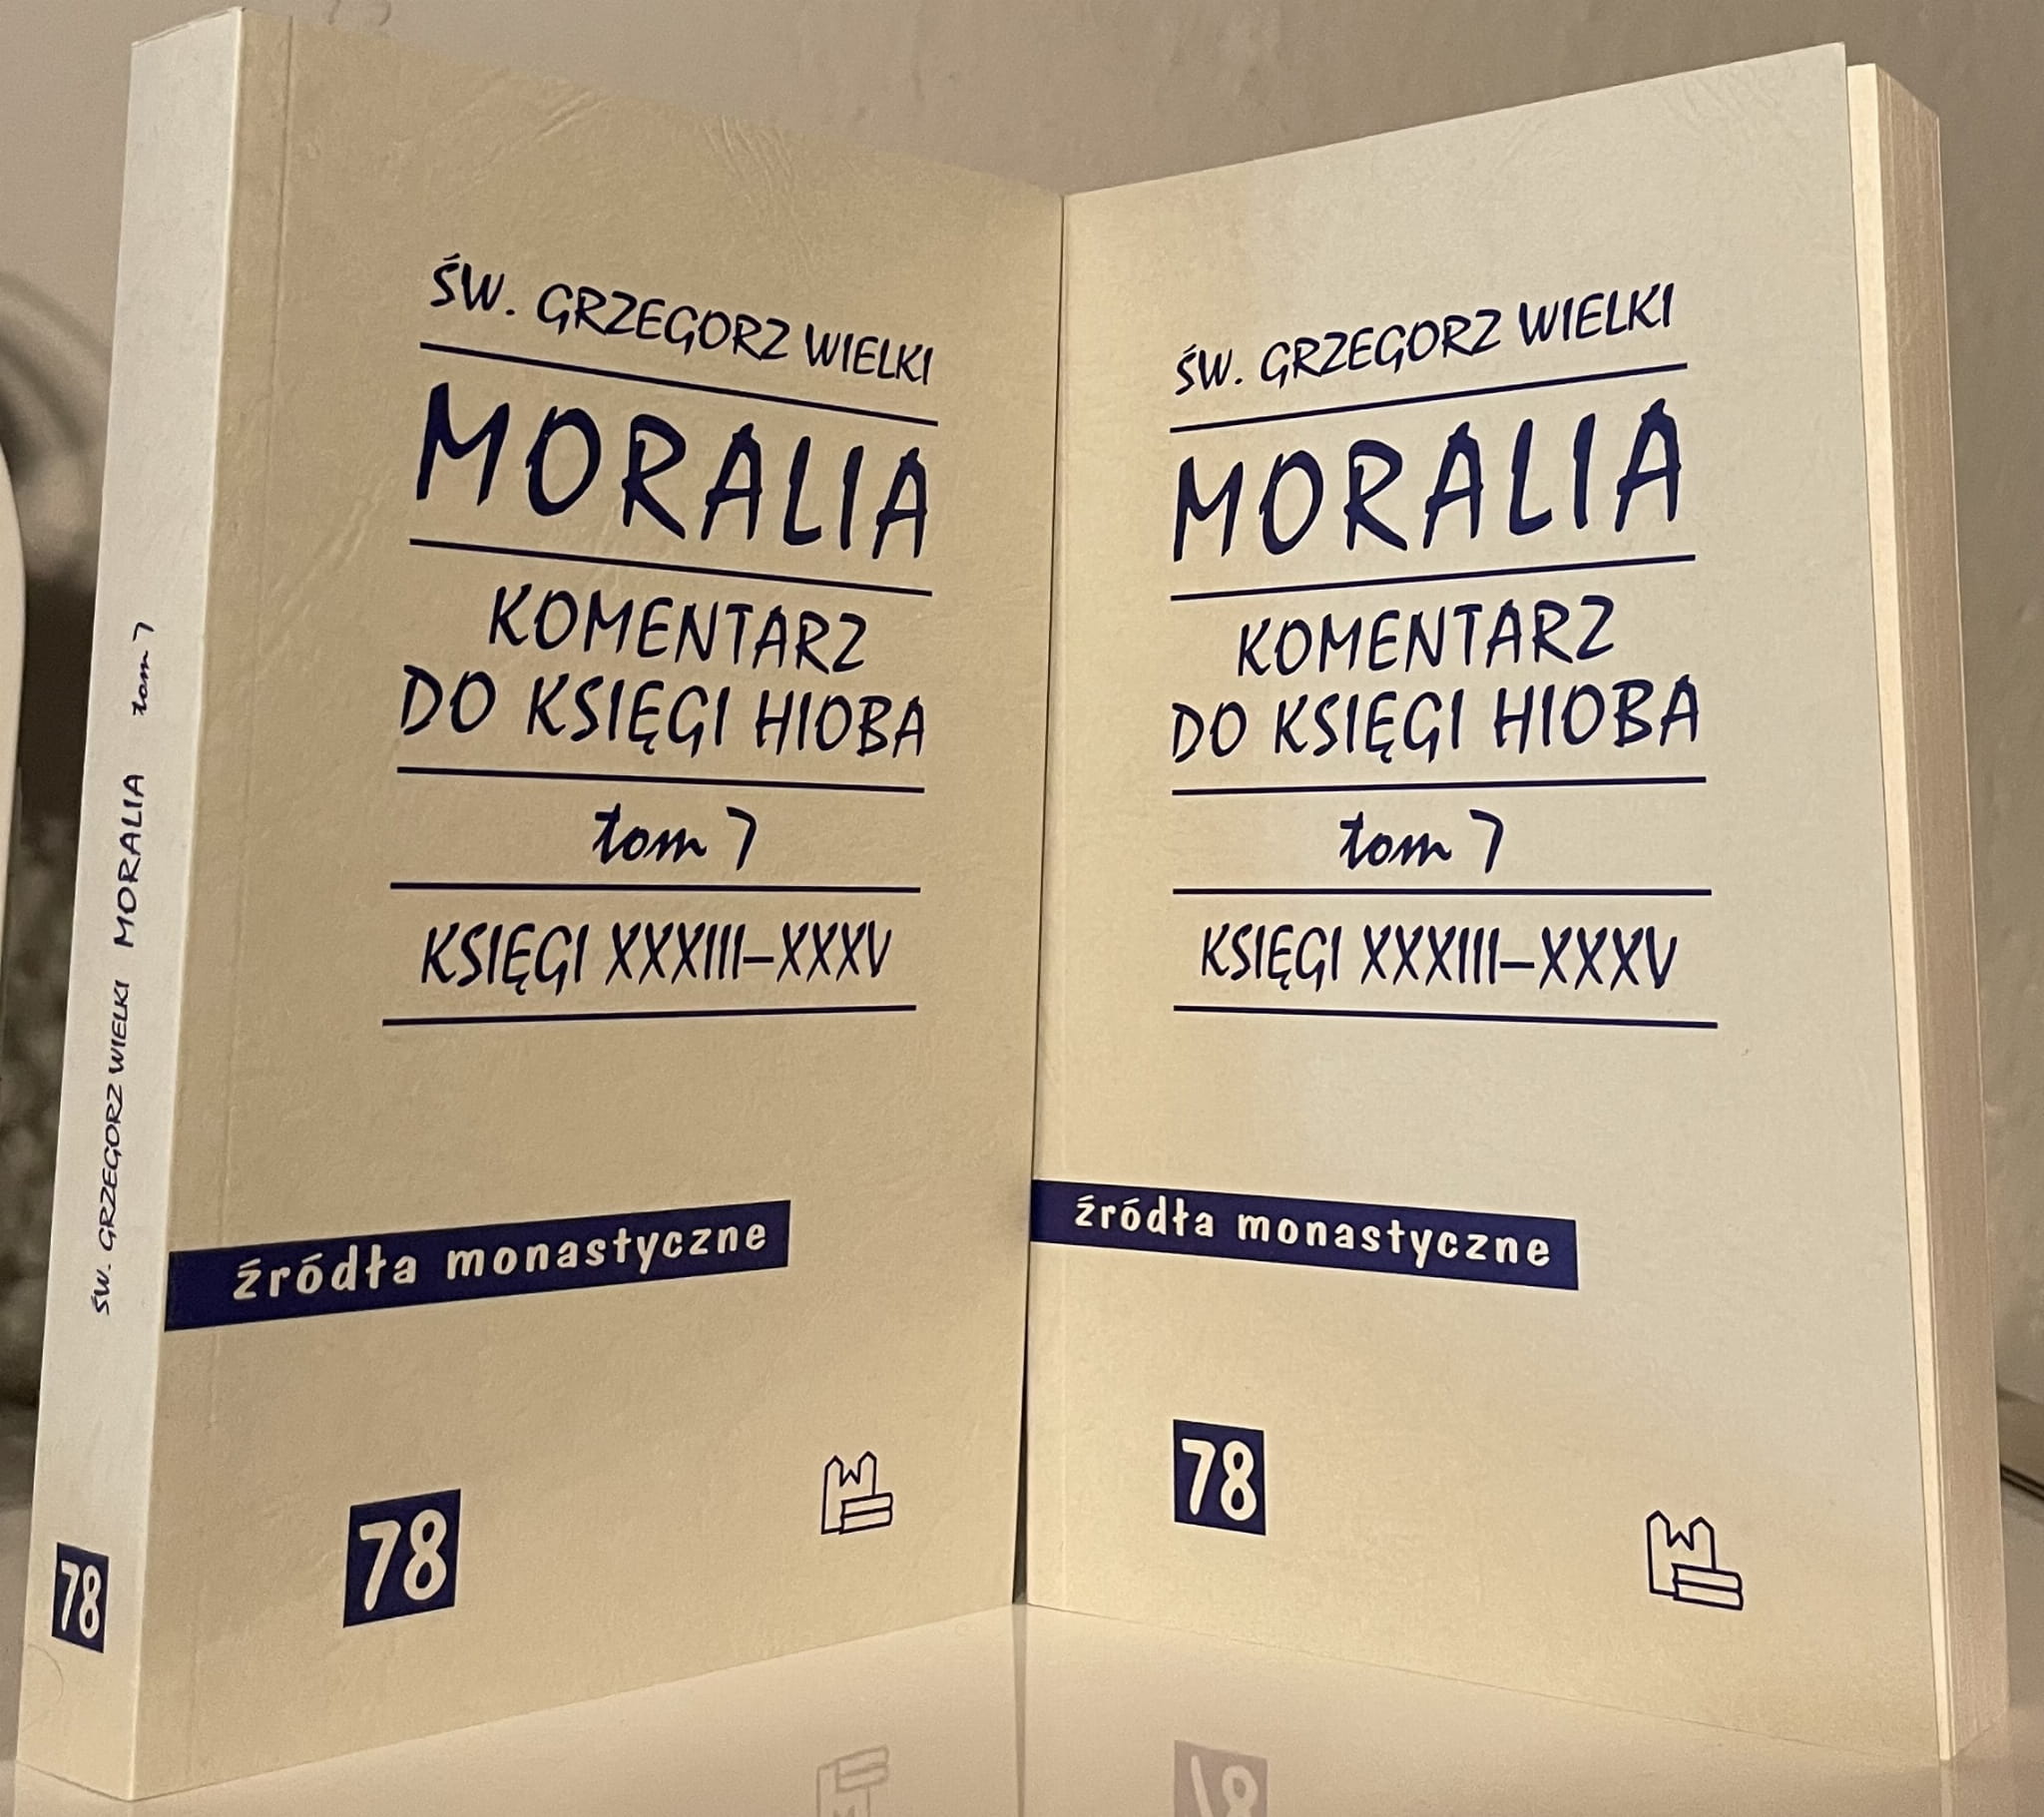 ŚW. GRZEGORZ WIELKI MORALIA tom 7
78
ŚW. GRZEGORZ WIELKI
MORALIA
KOMENTARZ
DO KSIĘGI HIOBA
tom 7
KSIĘGI XXXIII–XXXV
źródła monastyczne
78
ŚW. GRZEGORZ WIELKI
MORALIA
KOMENTARZ
DO KSIĘGI HIOBA
tom 7
KSIĘGI XXXIII–XXXV
źródła monastyczne
78